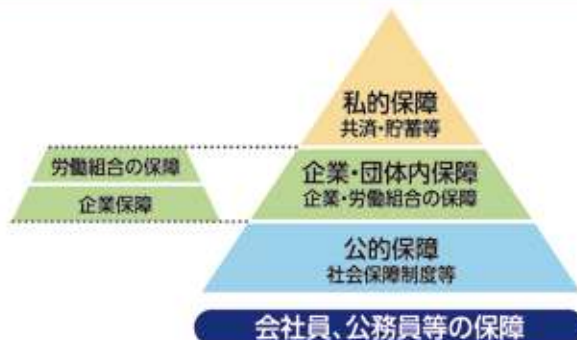 私的保障
共済・貯蓄等
労働組合の保障
企業保障
企業・団体内保障
企業・労働組合の保障
公的保障
社会保障制度等
会社員、公務員等の保障